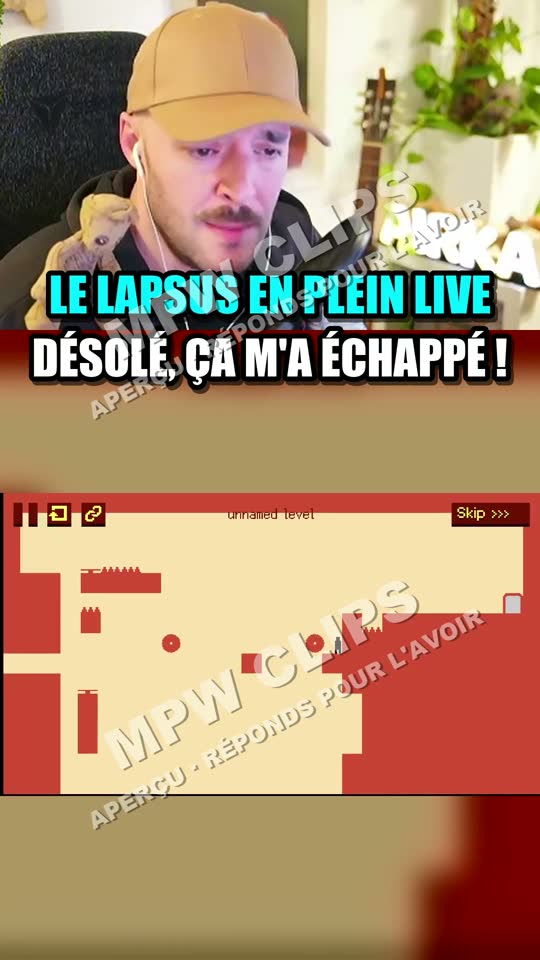 MPW CLIPS
APERÇU - RÉPONDS POUR L'AVOIR
LE LAPSUS EN PLEIN LIVE
DÉSOLÉ, ÇA M'A ÉCHAPPÉ !
unnamed level
Skip >>>
MPW CLIPS
APERÇU - RÉPONDS POUR L'AVOIR